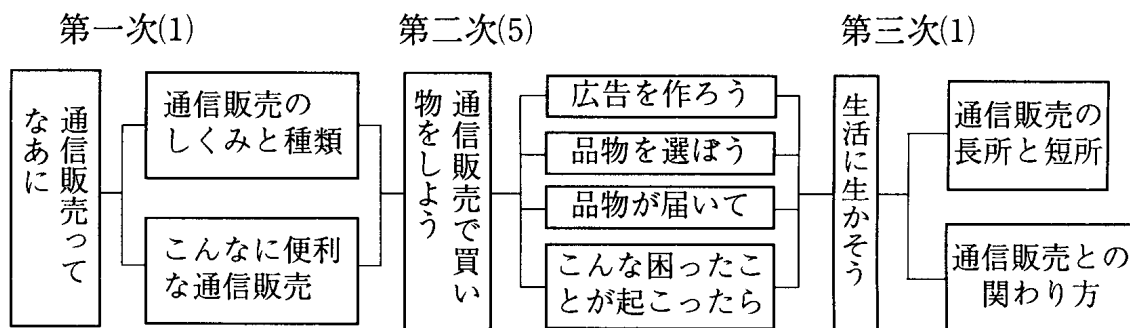 第一次(1)
通信販売って
なあに
通信販売の
しくみと種類
こんなに便利
な通信販売
第二次(5)
通信販売で買い
物をしよう
広告を作ろう
品物を選ぼう
品物が届いて
こんな困ったこ
とが起こったら
第三次(1)
生活に生かそう
通信販売の
長所と短所
通信販売との
関わり方